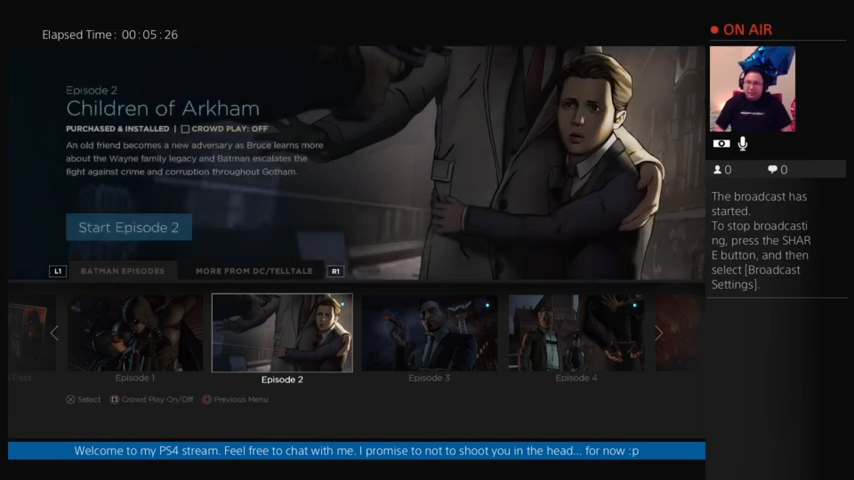 Elapsed Time: 00:05:26
ON AIR
Episode 2
Children of Arkham
PURCHASED & INSTALLED | CROWD PLAY: OFF
An old friend becomes a new adversary as Bruce learns more
about the Wayne family legacy and Batman escalates the
fight against crime and corruption throughout Gotham.
Start Episode 2
L1 BATMAN EPISODES MORE FROM DC/TELLTALE R1
Pass
Episode 1
Episode 2
Episode 3
Episode 4
Select Crowd Play On/Off Previous Menu
Welcome to my PS4 stream. Feel free to chat with me. I promise to not to shoot you in the head... for now :p
0 0
The broadcast has
started.
To stop broadcasti
ng, press the SHAR
E button, and then
select [Broadcast
Settings].